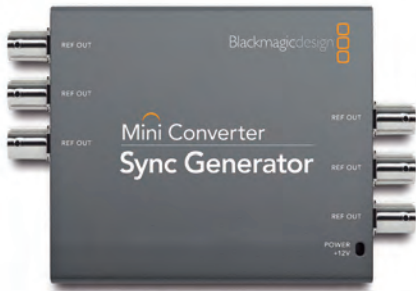 Blackmagicdesign
REF OUT
REF OUT
REF OUT
Mini Converter
Sync Generator
REF OUT
REF OUT
REF OUT
POWER
+12V